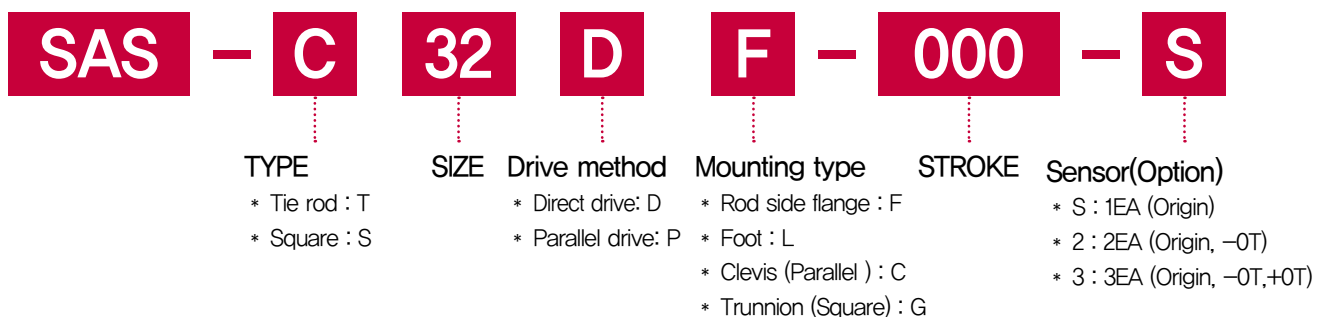 SAS - C 32 D F - 000 - S
TYPE
* Tie rod : T
* Square : S
SIZE
Drive method
* Direct drive: D
* Parallel drive: P
Mounting type
* Rod side flange : F
* Foot : L
* Clevis (Parallel ) : C
* Trunnion (Square) : G
STROKE
Sensor(Option)
* S : 1EA (Origin)
* 2 : 2EA (Origin, -0T)
* 3 : 3EA (Origin, -0T,+0T)